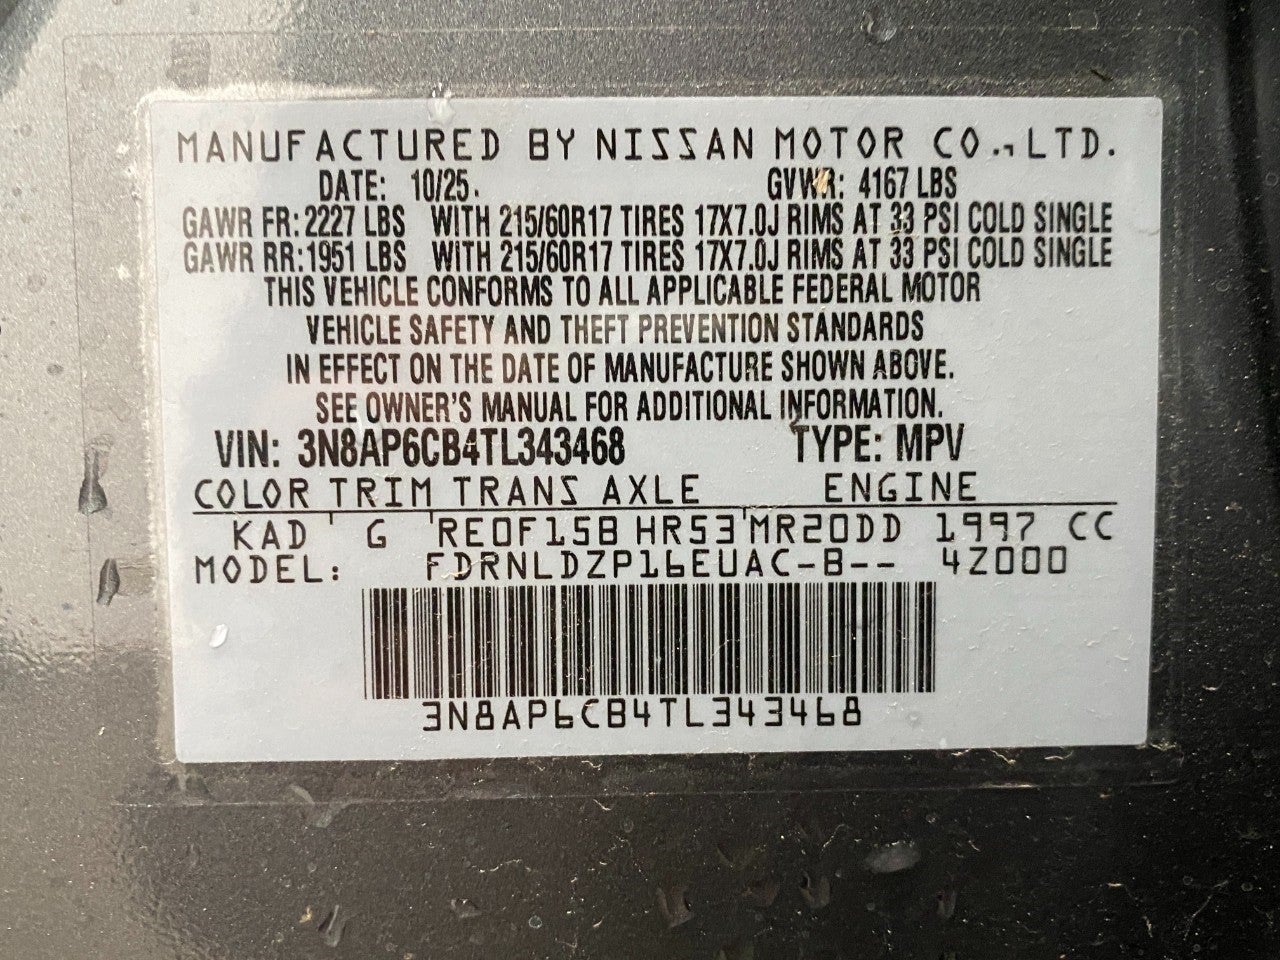 MANUFACTURED BY NISSAN MOTOR CO., LTD.
DATE: 10/25. GVWR: 4167 LBS
GAWR FR: 2227 LBS WITH 215/60R17 TIRES 17X7.0J RIMS AT 33 PSI COLD SINGLE
GAWR RR: 1951 LBS WITH 215/60R17 TIRES 17X7.0J RIMS AT 33 PSI COLD SINGLE
THIS VEHICLE CONFORMS TO ALL APPLICABLE FEDERAL MOTOR
VEHICLE SAFETY AND THEFT PREVENTION STANDARDS
IN EFFECT ON THE DATE OF MANUFACTURE SHOWN ABOVE.
SEE OWNER'S MANUAL FOR ADDITIONAL INFORMATION.
VIN: 3N8AP6CB4TL343468 TYPE: MPV
COLOR TRIM TRANS AXLE ENGINE
KAD G RE0F15B HR53 MR20DD 1997 CC
MODEL: FDRNLDZP16EUAC-B-- 4Z000
3N8AP6CB4TL343468